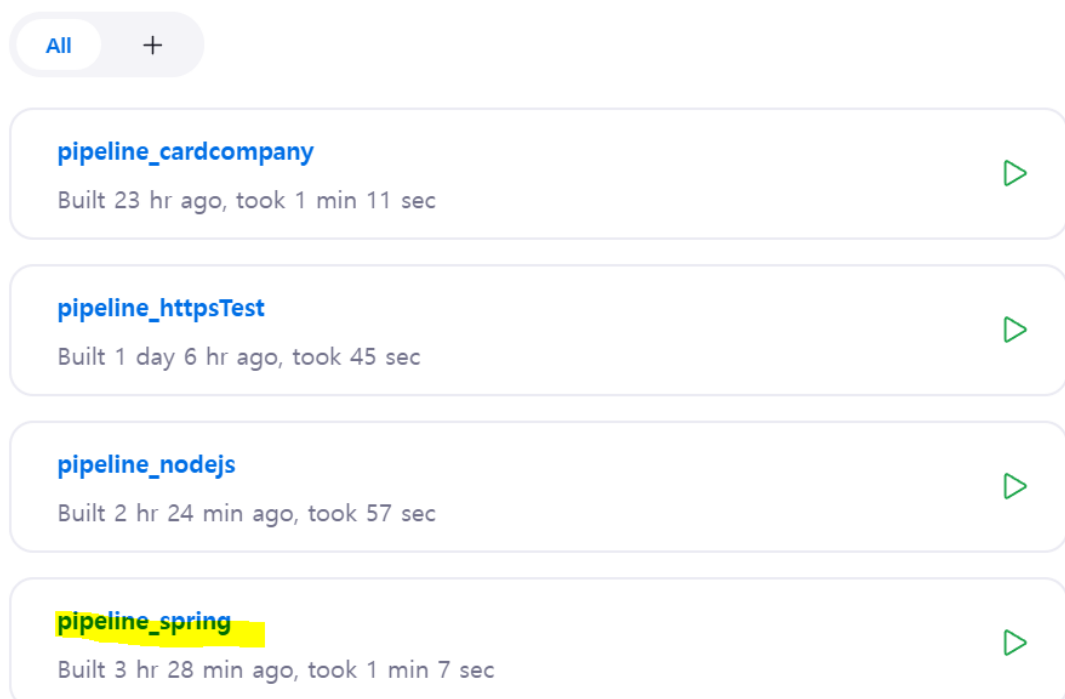 All +
pipeline_cardcompany
Built 23 hr ago, took 1 min 11 sec
pipeline_httpsTest
Built 1 day 6 hr ago, took 45 sec
pipeline_nodejs
Built 2 hr 24 min ago, took 57 sec
pipeline_spring
Built 3 hr 28 min ago, took 1 min 7 sec